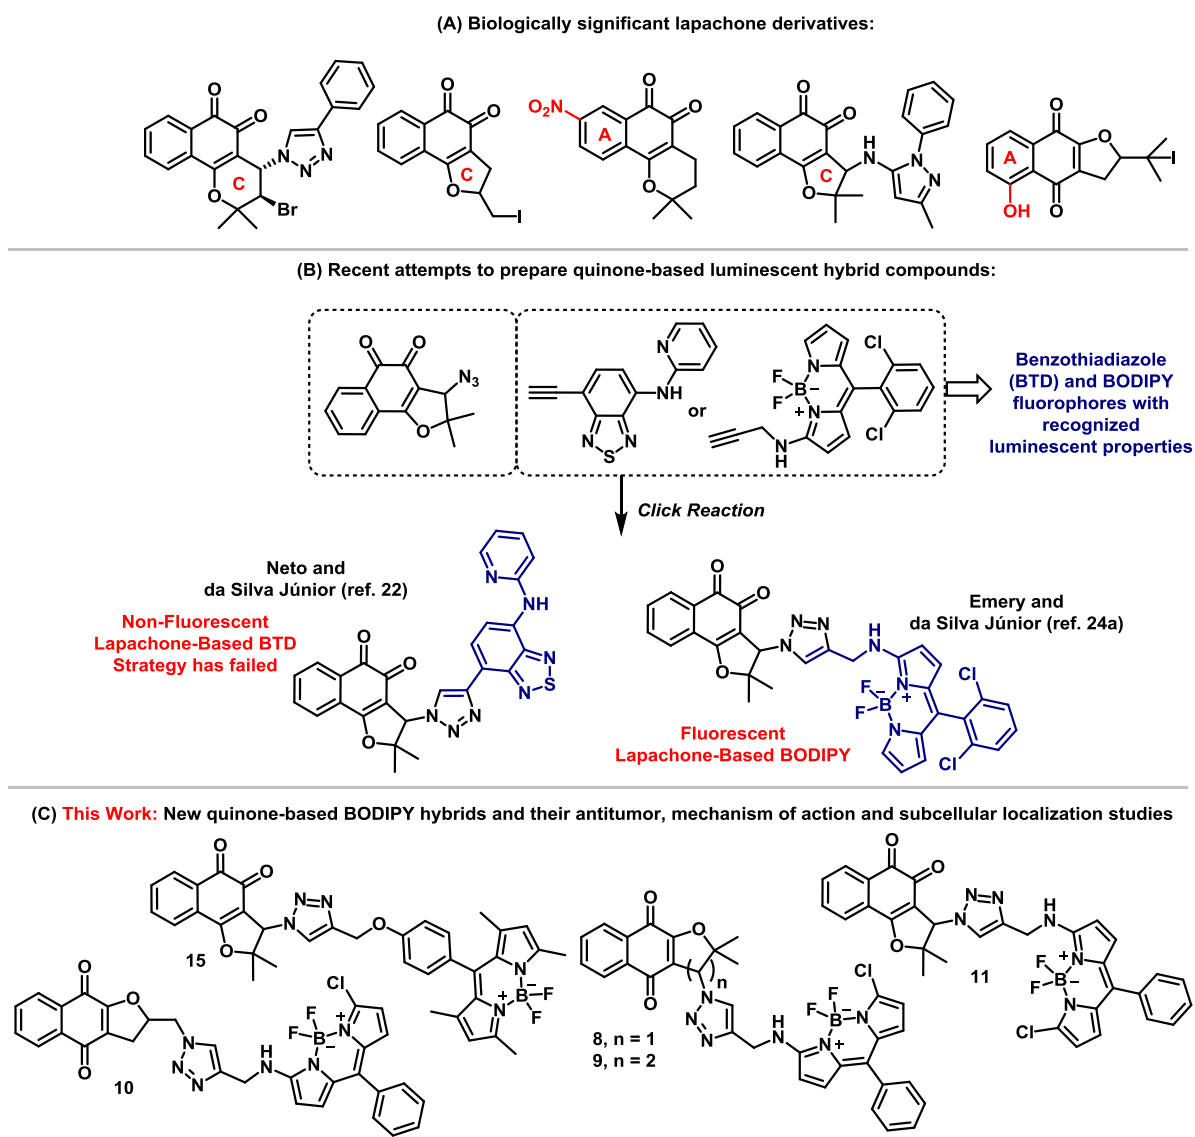 (A) Biologically significant lapachone derivatives:
O O N N N C Br
O O C O I
O2N A O O O
O O C O H N N N
O O O A OH I
(B) Recent attempts to prepare quinone-based luminescent hybrid compounds:
O O N3 O
N NH N N S
or
F F B − N N + NH Cl Cl
Benzothiadiazole
(BTD) and BODIPY
fluorophores with
recognized
luminescent properties
Click Reaction
Neto and
da Silva Júnior (ref. 22)
Non-Fluorescent
Lapachone-Based BTD
Strategy has failed
O O O N N N N NH N S N
Emery and
da Silva Júnior (ref. 24a)
O O O N N N H N N + F F B − N Cl Cl
Fluorescent
Lapachone-Based BODIPY
(C) This Work: New quinone-based BODIPY hybrids and their antitumor, mechanism of action and subcellular localization studies
O O O N N N O N N + B − F F
15
O O O N N N H N N F F B − N + Cl
10
O O O ( ) n N N N H N N + F F B − N Cl
8, n = 1
9, n = 2
O O O N N N H N N + F F B − N Cl
11